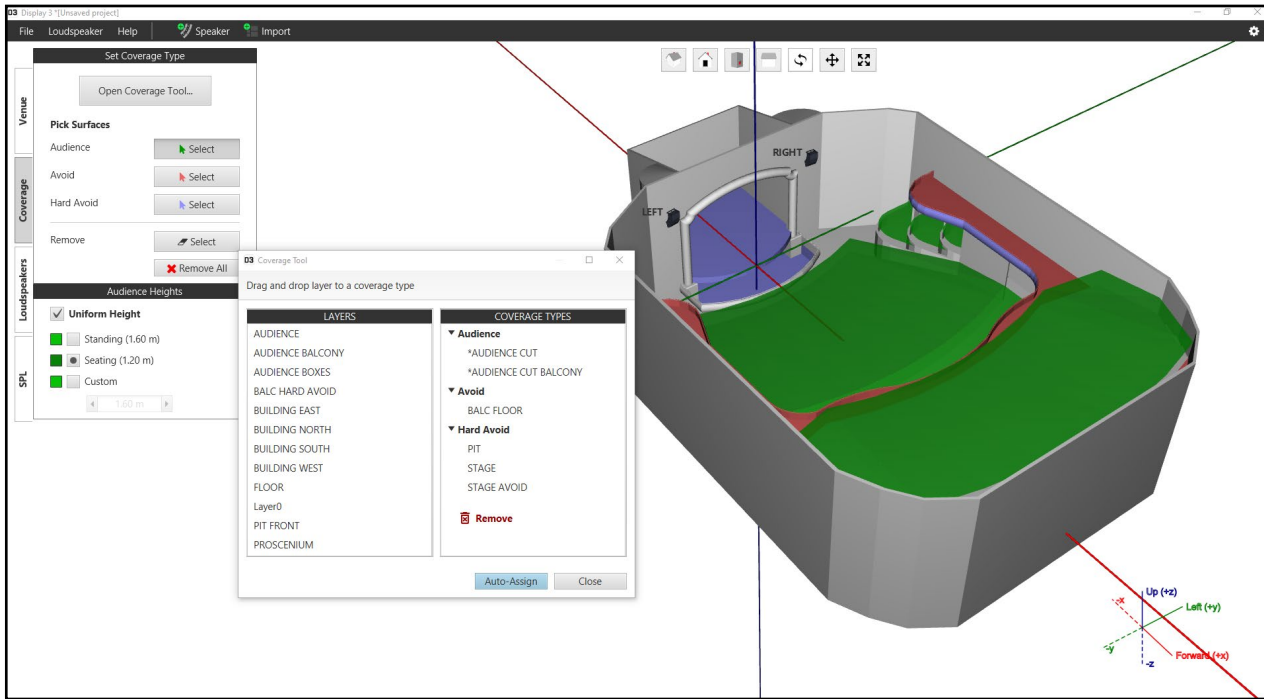 D3 Display 3 *[Unsaved project]
File Loudspeaker Help Speaker Import
Set Coverage Type
Open Coverage Tool...
Pick Surfaces
Audience Select
Avoid Select
Hard Avoid Select
Remove Select
Remove All
Audience Heights
Uniform Height
Standing (1.60 m)
Seating (1.20 m)
Custom
1.60 m
Venue
Coverage
Loudspeakers
SPL
D3 Coverage Tool
Drag and drop layer to a coverage type
LAYERS
AUDIENCE
AUDIENCE BALCONY
AUDIENCE BOXES
BALC HARD AVOID
BUILDING EAST
BUILDING NORTH
BUILDING SOUTH
BUILDING WEST
FLOOR
Layer0
PIT FRONT
PROSCENIUM
COVERAGE TYPES
Audience
*AUDIENCE CUT
*AUDIENCE CUT BALCONY
Avoid
BALC FLOOR
Hard Avoid
PIT
STAGE
STAGE AVOID
Remove
Auto-Assign Close
RIGHT
LEFT
Up (+z)
-x
Left (+y)
-y
Forward (+x)
-z